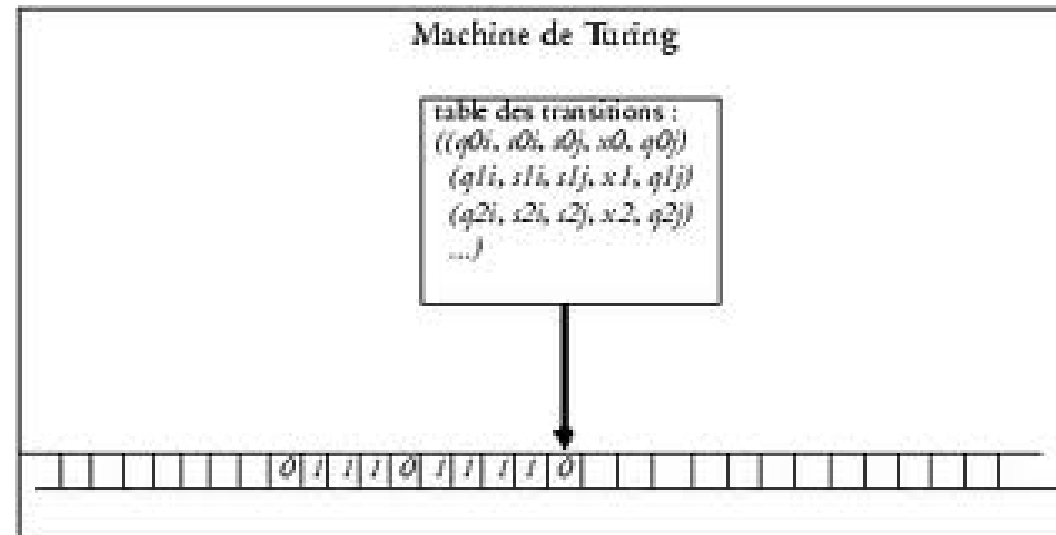 Machine de Turing
table des transitions :
((q0i, s0i, s0j, x0, q0j)
(q1i, s1i, s1j, x1, q1j)
(q2i, s2i, s2j, x2, q2j)
...)
0 1 1 1 0 1 1 1 1 0